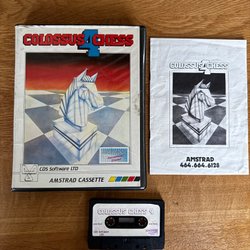 COLOSSUS 4 CHESS
CDS Software LTD
AMSTRAD CASSETTE
COLOSSUS 4 CHESS
AMSTRAD
464.664.6128
COLOSSUS CHESS 4